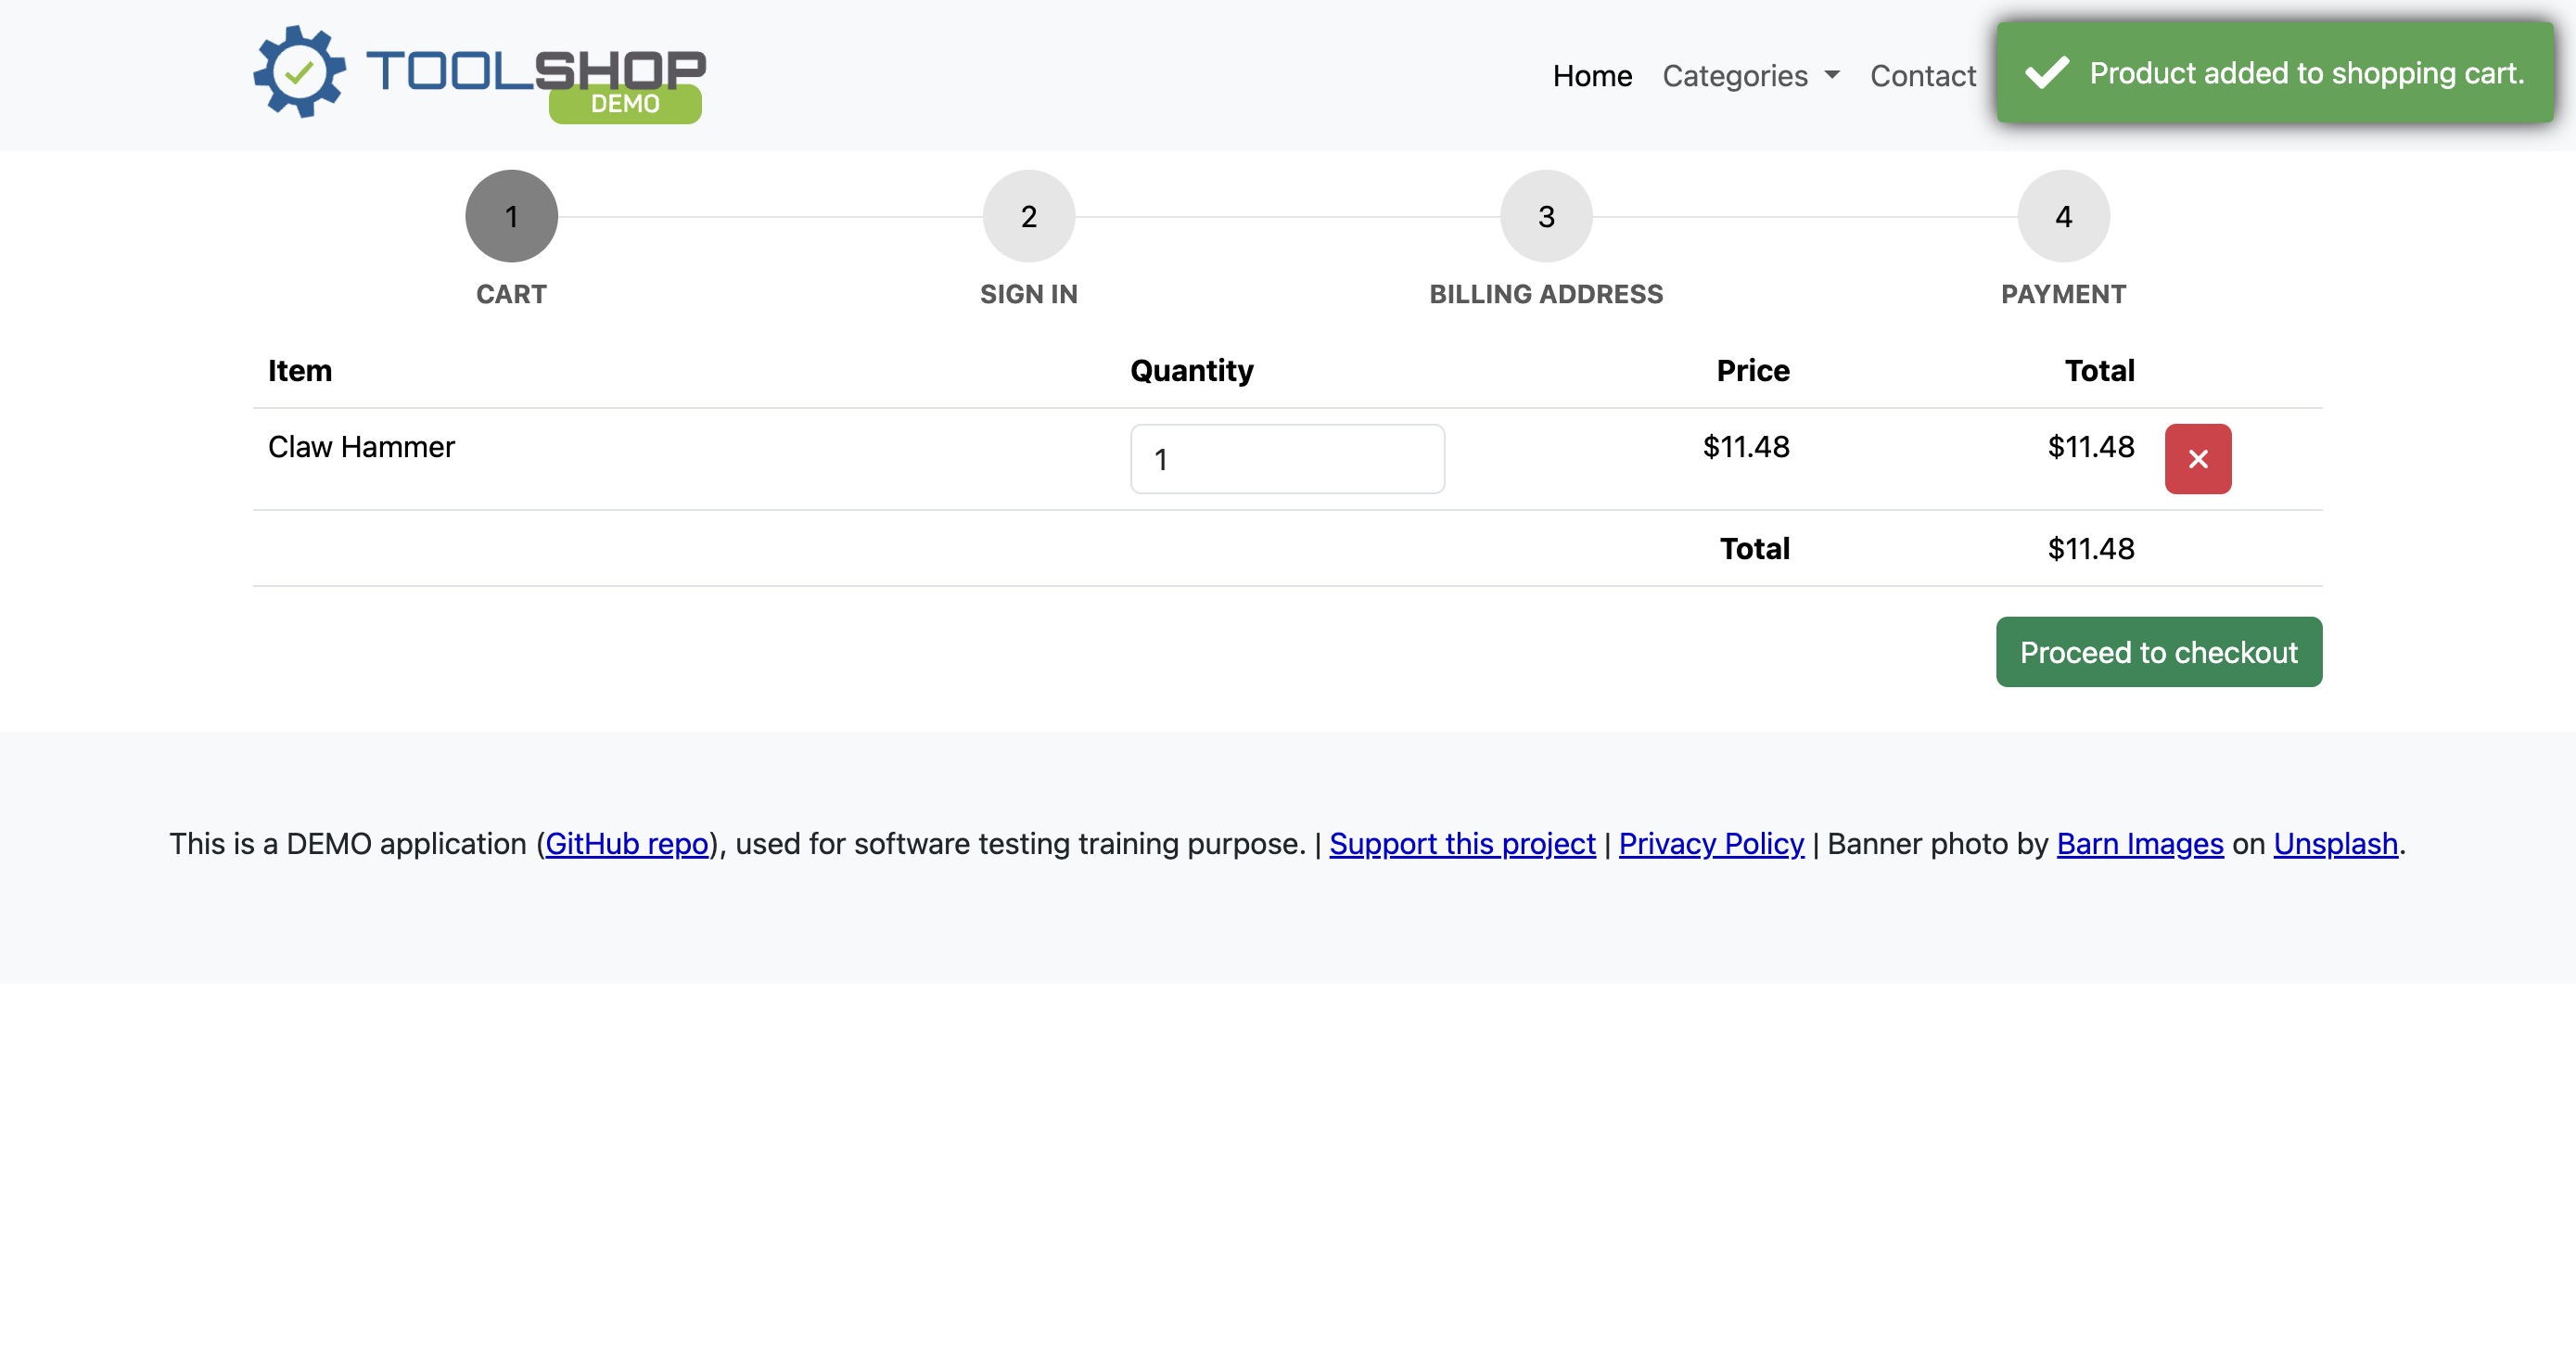 TOOLSHOP
DEMO
Home Categories Contact
Product added to shopping cart.
1 2 3 4
CART SIGN IN BILLING ADDRESS PAYMENT
Item Quantity Price Total
Claw Hammer 1 $11.48 $11.48
Total $11.48
Proceed to checkout
This is a DEMO application (GitHub repo), used for software testing training purpose. | Support this project | Privacy Policy | Banner photo by Barn Images on Unsplash.